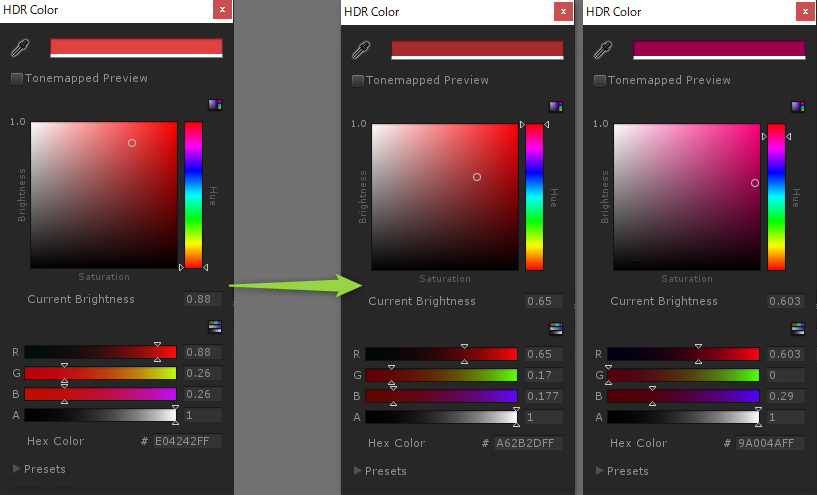 HDR Color x
Tonemapped Preview
1.0
Brightness
Hue
Saturation
Current Brightness 0.88
R 0.88
G 0.26
B 0.26
A 1
Hex Color # E04242FF
Presets
HDR Color x
Tonemapped Preview
1.0
Brightness
Hue
Saturation
Current Brightness 0.65
R 0.65
G 0.17
B 0.177
A 1
Hex Color # A62B2DFF
Presets
HDR Color x
Tonemapped Preview
1.0
Brightness
Hue
Saturation
Current Brightness 0.603
R 0.603
G 0
B 0.29
A 1
Hex Color # 9A004AFF
Presets